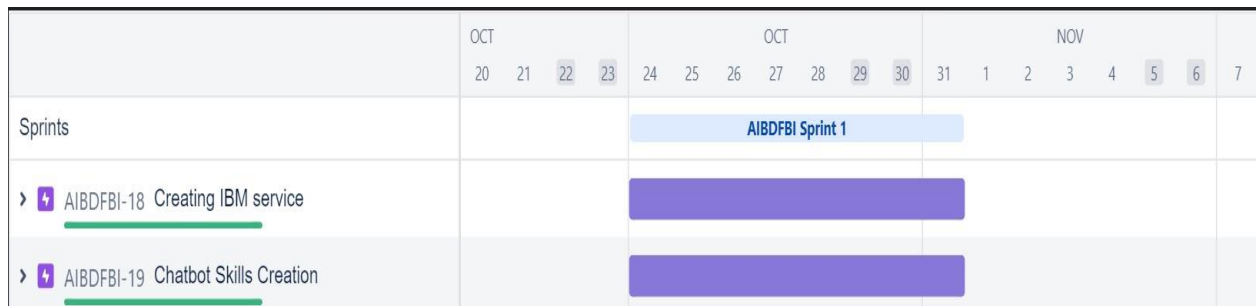 OCT OCT NOV
20 21 22 23 24 25 26 27 28 29 30 31 1 2 3 4 5 6 7
Sprints AIBDFBI Sprint 1
AIBDFBI-18 Creating IBM service
AIBDFBI-19 Chatbot Skills Creation